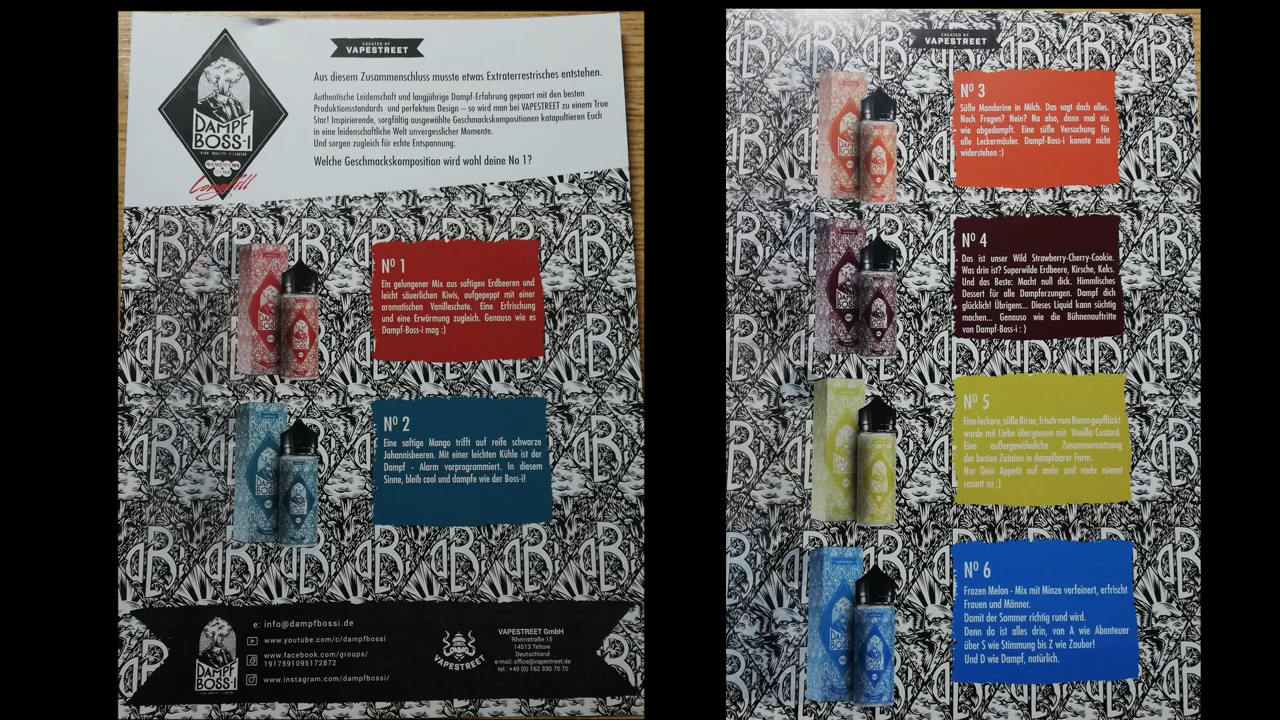 CREATED BY
VAPESTREET
Aus diesem Zusammenschluss musste etwas Extraterrestrisches entstehen.
Authentische Leidenschaft und langjährige Dampf-Erfahrung gepaart mit den besten
Produktionsstandards und perfektem Design – so wird man bei VAPESTREET zu einem True
Star! Inspirierende, sorgfältig ausgewählte Geschmackskompositionen katapultieren Euch
in eine leidenschaftliche Welt unvergesslicher Momente.
Und sorgen zugleich für echte Entspannung.
Welche Geschmackskomposition wird wohl deine No 1?
DAMPF
BOSS-I
Longfill
Nº 1
Ein gelungener Mix aus saftigen Erdbeeren und
leicht säuerlichen Kiwis, aufgepeppt mit einer
aromatischen Vanilleschote. Eine Erfrischung
und eine Erwärmung zugleich. Genauso wie es
Dampf-Boss-i mag :)
Nº 2
Eine saftige Mango trifft auf reife schwarze
Johannisbeeren. Mit einer leichten Kühle ist der
Dampf - Alarm vorprogrammiert. In diesem
Sinne, bleib cool und dampfe wie der Boss-i!
DAMPF
BOSS-I
e: info@dampfbossi.de
www.youtube.com/c/dampfbossi
www.facebook.com/groups/
1917591095172872
www.instagram.com/dampfbossi/
VAPESTREET
VAPESTREET GmbH
Rheinstraße 15
14513 Teltow
Deutschland
e-mail: office@vapestreet.de
tel.: +49 (0) 162 330 70 70
CREATED BY
VAPESTREET
Nº 3
Süße Mandarine in Milch. Das sagt doch alles.
Noch Fragen? Nein? Na also, dann mal nix
wie abgedampft. Eine süße Versuchung für
alle Leckermäuler. Dampf-Boss-i konnte nicht
widerstehen :)
Nº 4
Das ist unser Wild Strawberry-Cherry-Cookie.
Was drin ist? Superwilde Erdbeere, Kirsche, Keks.
Und das Beste: Macht null dick. Himmlisches
Dessert für alle Dampferzungen. Dampf dich
glücklich! Übrigens... Dieses Liquid kann süchtig
machen... Genauso wie die Bühnenauftritte
von Dampf-Boss-i : )
Nº 5
Eine leckere, süße Birne, frisch vom Baum gepflückt
wurde mit Liebe übergossen mit Vanilla Custard.
Eine außergewöhnliche Zusammensetzung
der besten Zutaten in dampfbarer Form.
Nur Dein Appetit auf mehr und mehr nimmt
rasant zu ;)
Nº 6
Frozen Melon - Mix mit Minze verfeinert, erfrischt
Frauen und Männer.
Damit der Sommer richtig rund wird.
Denn da ist alles drin, von A wie Abenteuer
über S wie Stimmung bis Z wie Zauber!
Und D wie Dampf, natürlich.